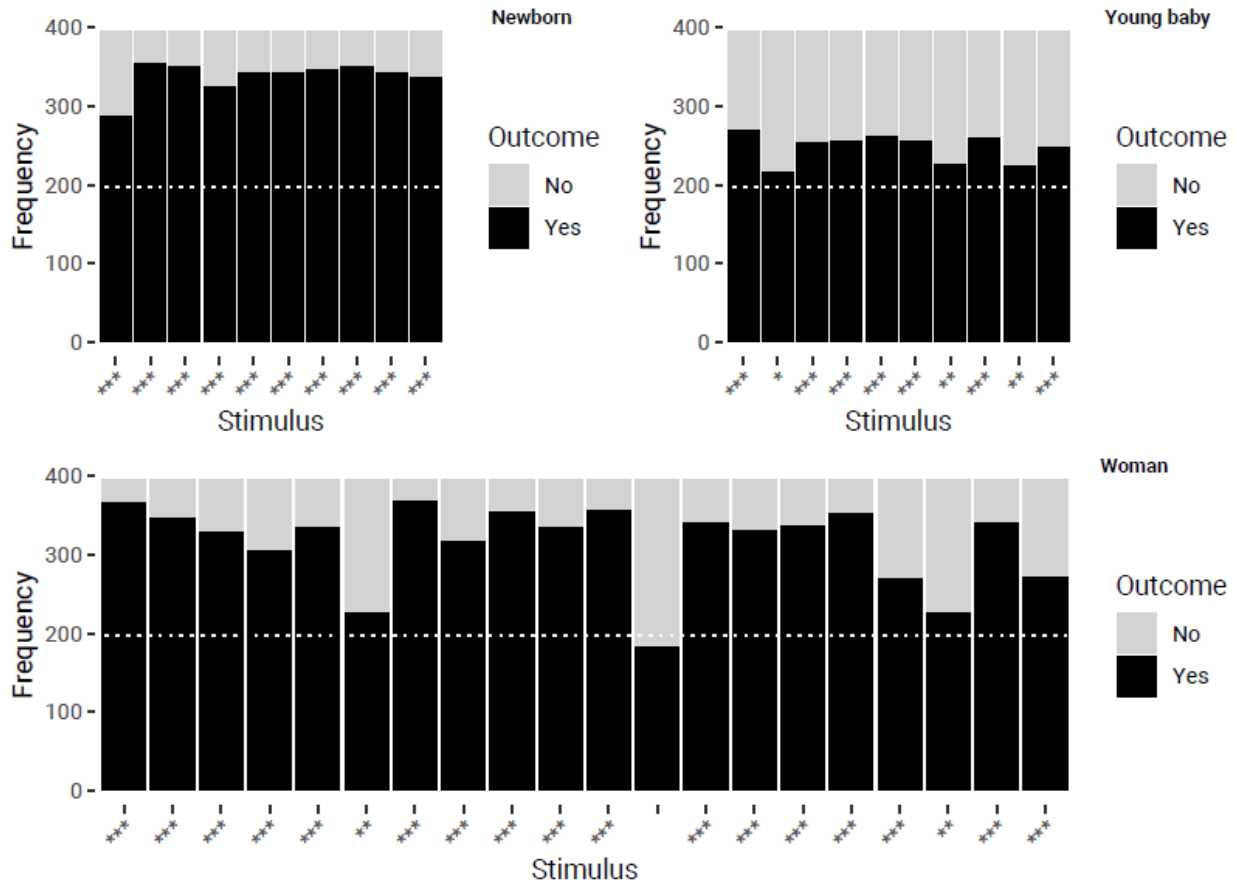 Newborn
400
300
200
100
0
Frequency
Outcome
No
Yes
*** *** *** *** *** *** *** *** *** ***
Stimulus
Young baby
400
300
200
100
0
Frequency
Outcome
No
Yes
*** * *** *** *** *** ** *** ** ***
Stimulus
Woman
400
300
200
100
0
Frequency
Outcome
No
Yes
*** *** *** *** *** ** *** *** *** *** *** *** *** *** *** *** ** *** ***
Stimulus